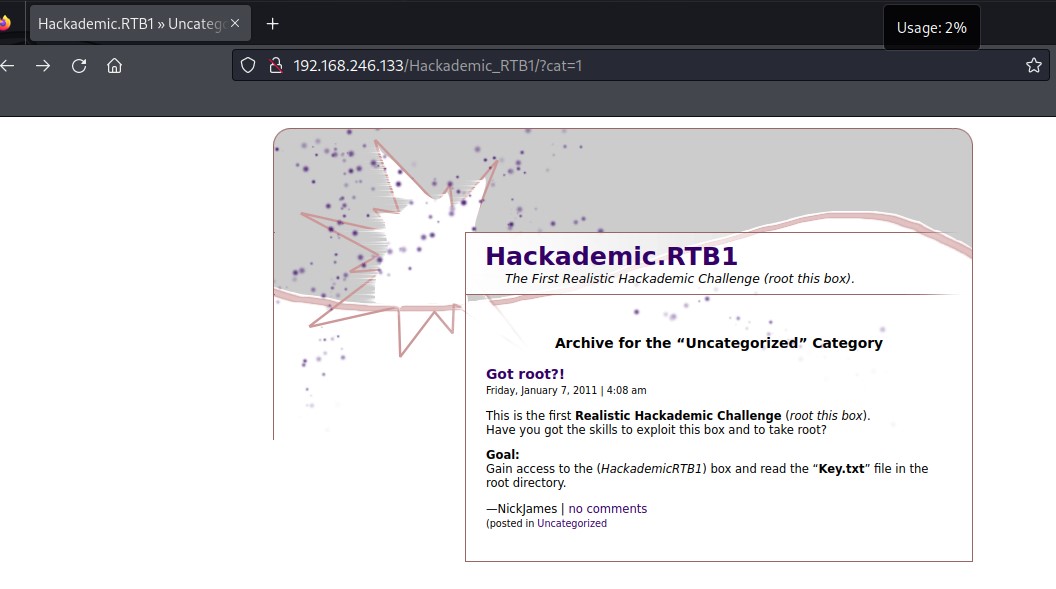 Hackademic.RTB1 » Uncateg
Usage: 2%
192.168.246.133/Hackademic_RTB1/?cat=1
Hackademic.RTB1
The First Realistic Hackademic Challenge (root this box).
Archive for the “Uncategorized” Category
Got root?!
Friday, January 7, 2011 | 4:08 am
This is the first Realistic Hackademic Challenge (root this box).
Have you got the skills to exploit this box and to take root?
Goal:
Gain access to the (HackademicRTB1) box and read the “Key.txt” file in the
root directory.
—NickJames | no comments
(posted in Uncategorized